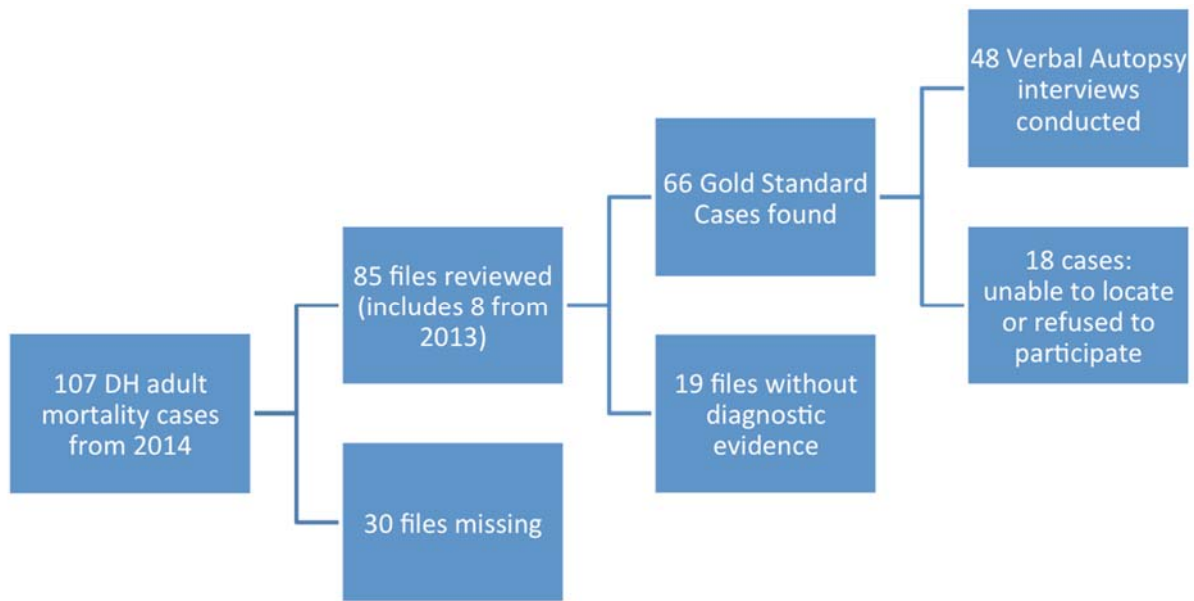 107 DH adult
mortality cases
from 2014
85 files reviewed
(includes 8 from
2013)
30 files missing
66 Gold Standard
Cases found
19 files without
diagnostic
evidence
48 Verbal Autopsy
interviews
conducted
18 cases:
unable to locate
or refused to
participate